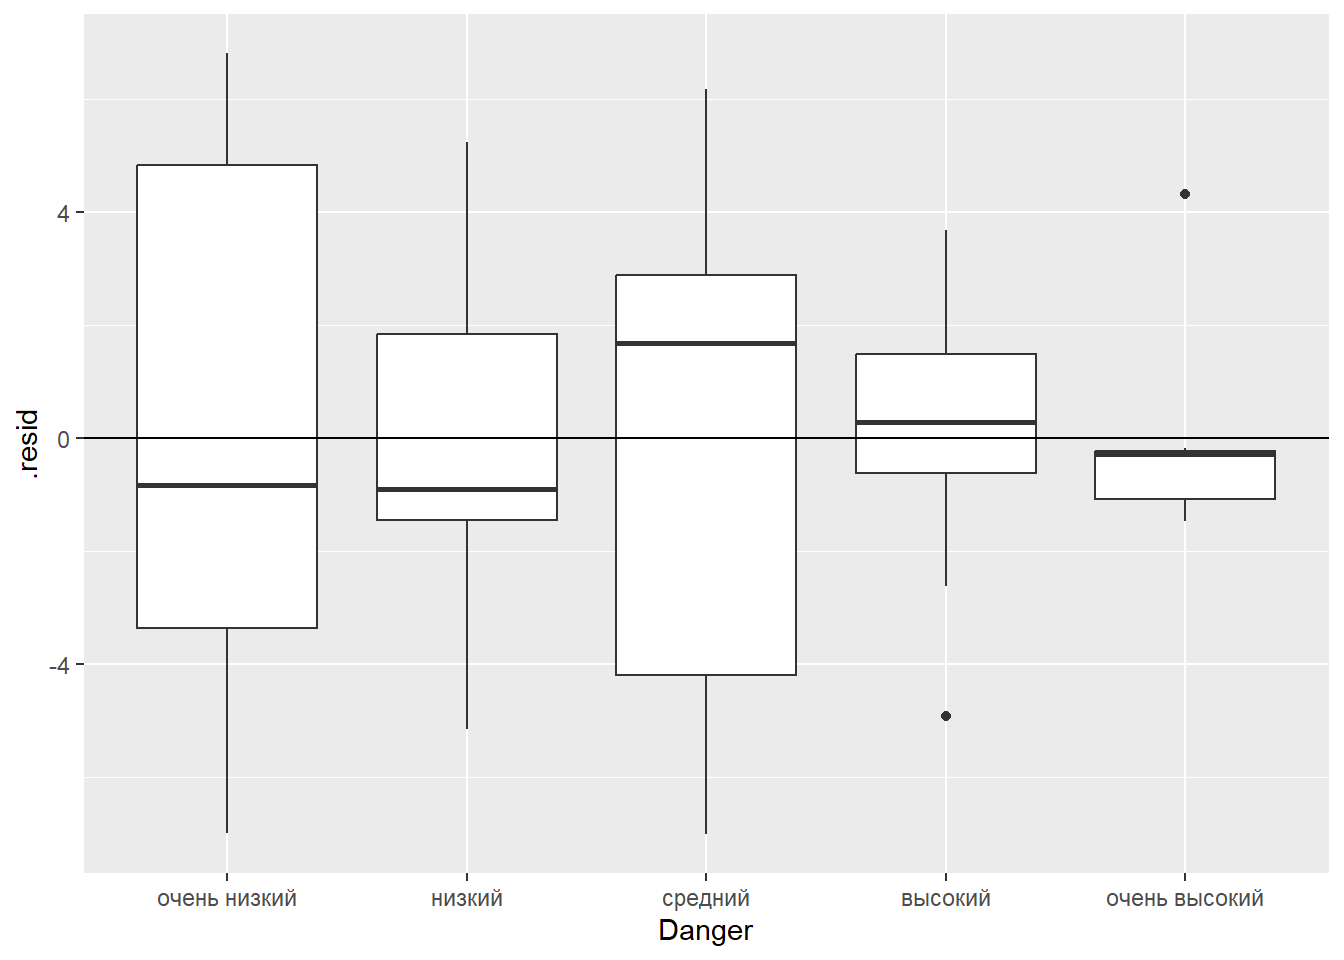 .resid
4
0
-4
очень низкий
низкий
средний
высокий
очень высокий
Danger